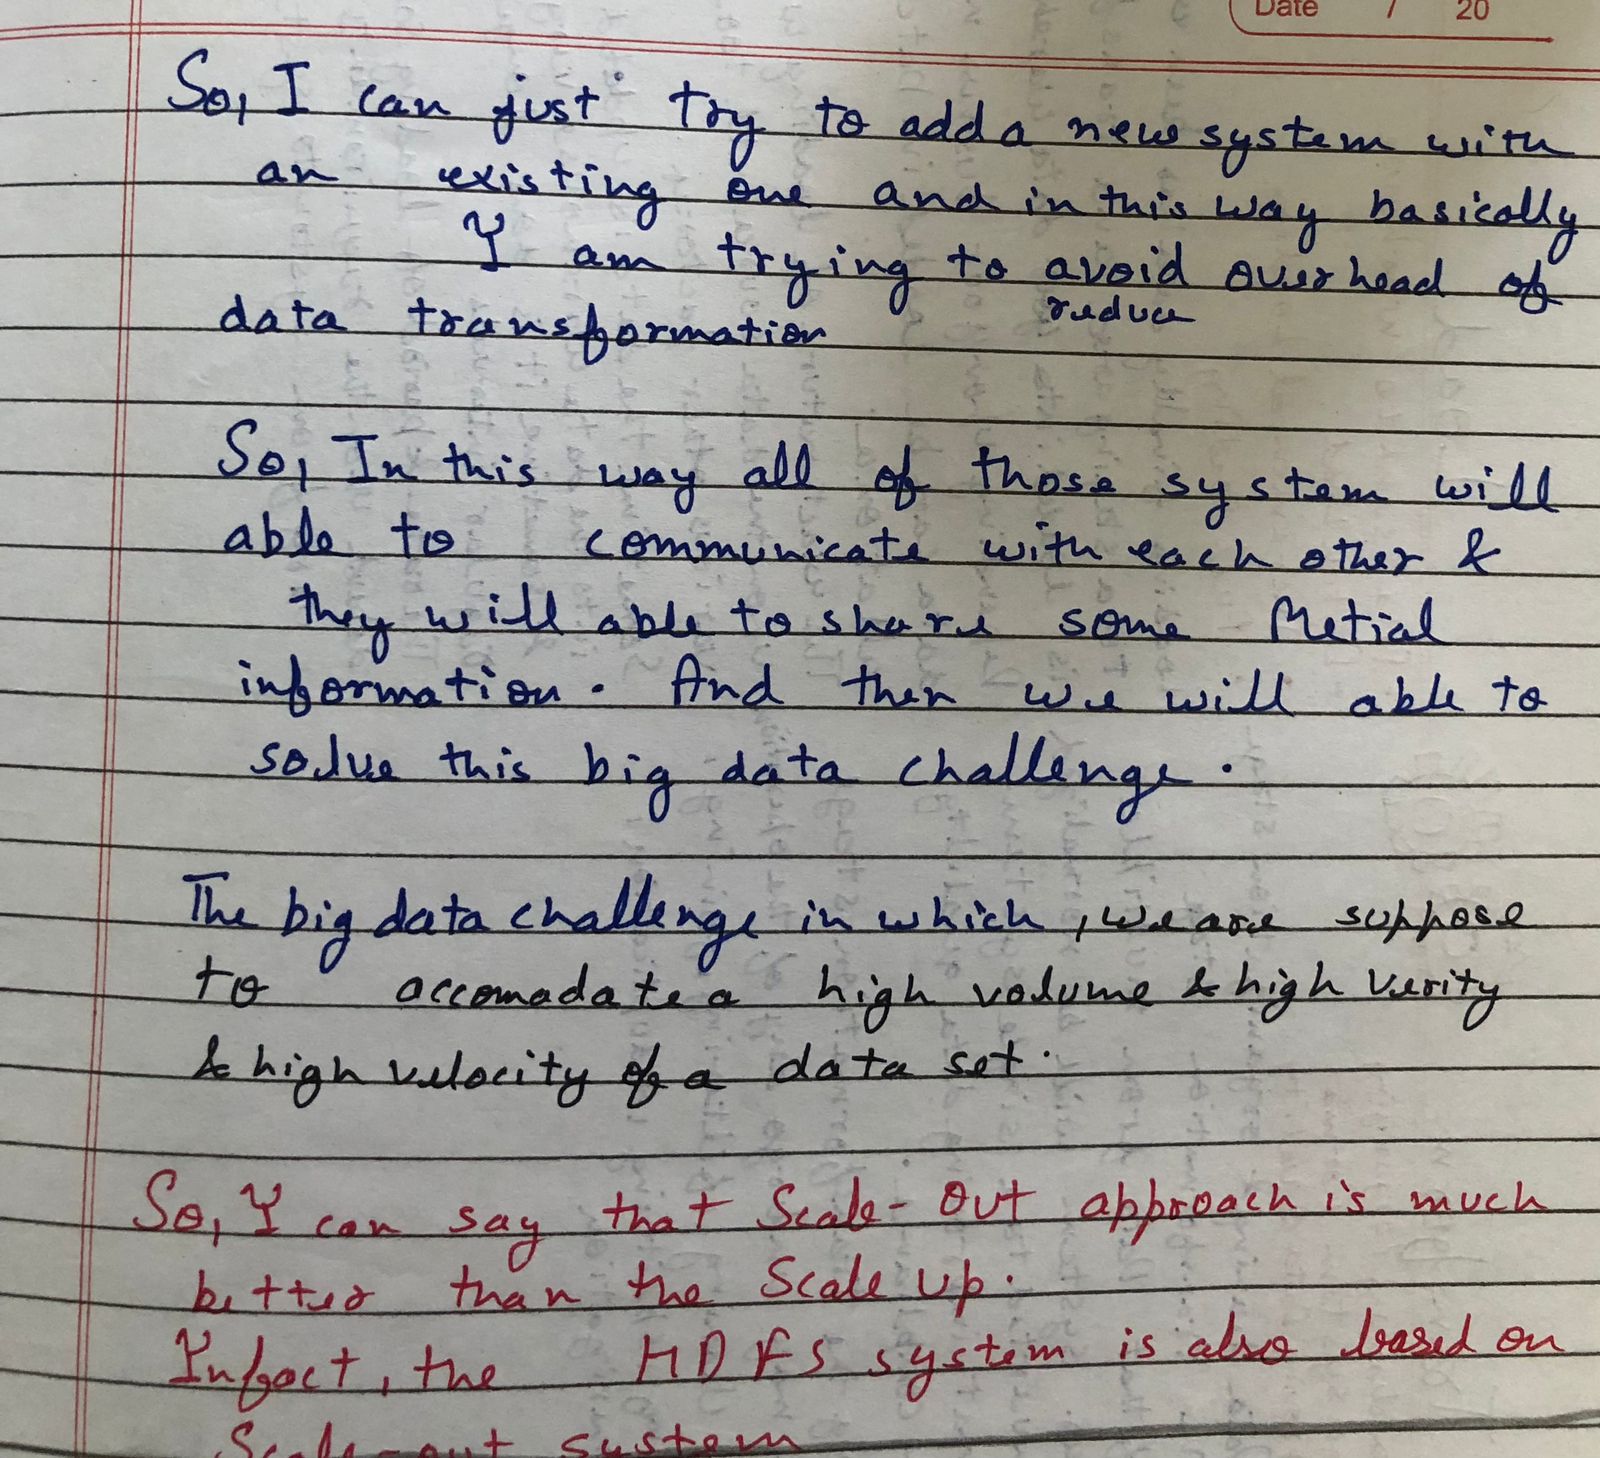 Date / 20
So, I can just try to add a new system with
an existing one and in this way basically
I am trying to avoid overhead of
reduce
data transformation
So, In this way all of those system will
able to communicate with each other &
they will able to share some Metial
information. And then we will able to
solve this big data challenge.
The big data challenge in which, we are suppose
to accomadate a high volume & high verity
& high velocity of a data set.
So, I can say that Scale-Out approach is much
better than the Scale up.
Infact, the HDFS system is also based on
Scale-out system